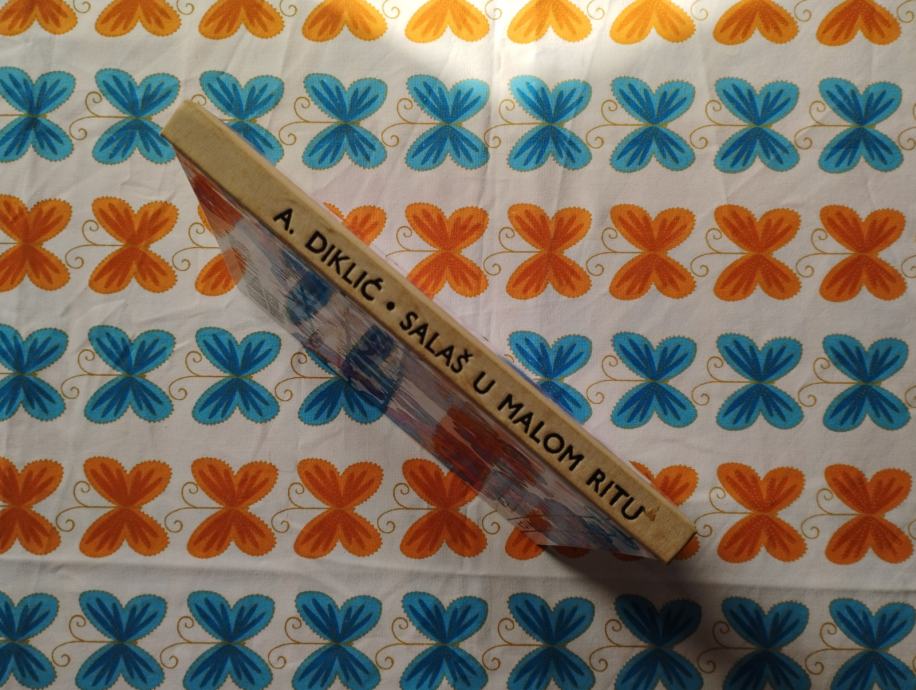 A. DIKLIĆ • SALAŠ U MALOM RITU